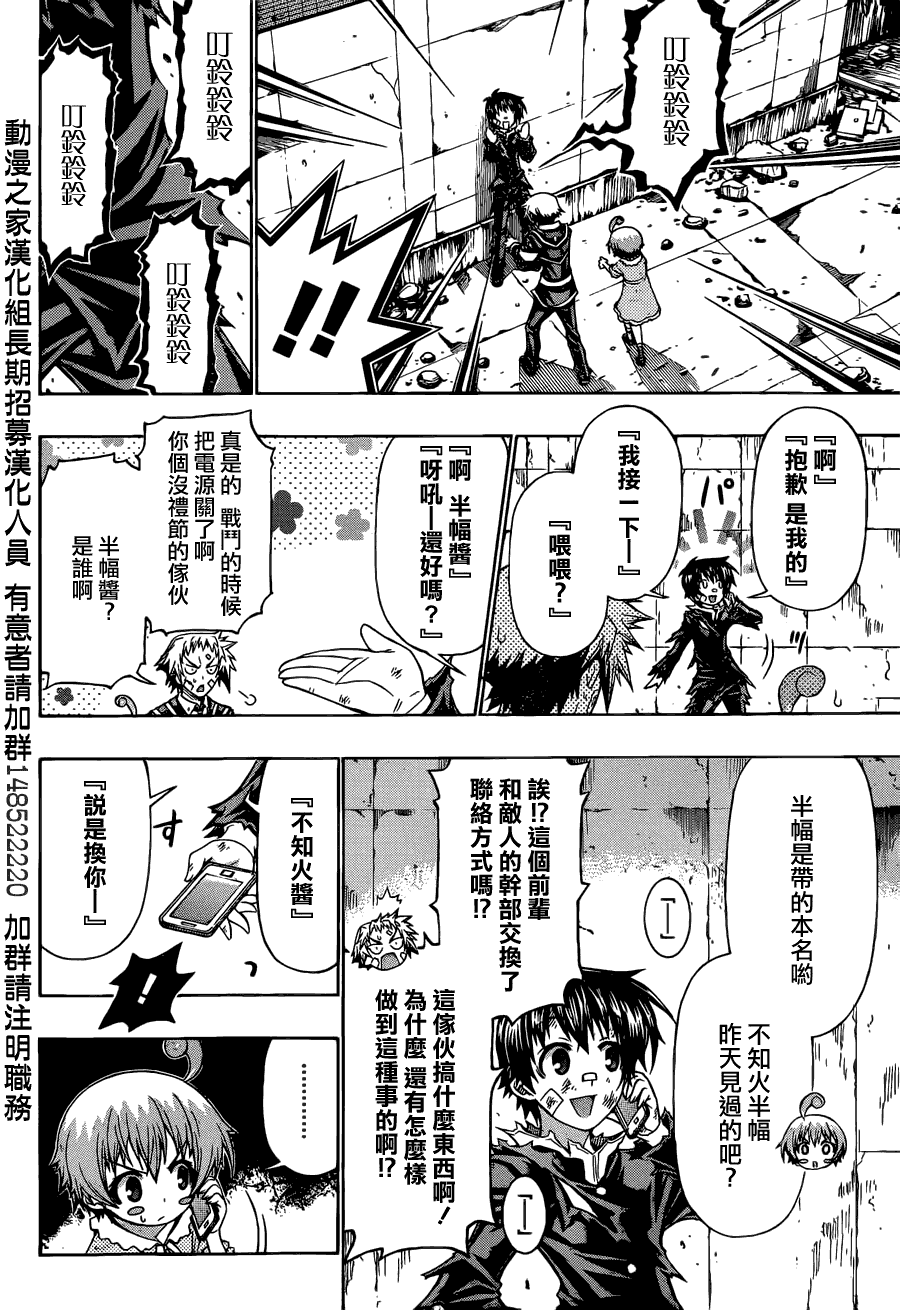 叮鈴鈴鈴
叮鈴鈴鈴
叮鈴鈴鈴
叮鈴鈴鈴
!!
『啊』
『抱歉 是我的』
『我接一下—』
『喂喂？』
パ
『啊 半幅醬』
『呀吼—還好嗎？』
真是的 戰鬥的時候
把電源關了啊
你個沒禮節的傢伙
半幅醬？
是誰啊
半幅是帶的本名喲
不知火半幅
昨天見過的吧？
誒!?這個前輩
和敵人的幹部交換了
聯絡方式嗎!?
這傢伙搞什麼東西啊！
為什麼 還有怎麼樣
做到這種事的啊!?
『—』
『—』
『不知火醬』
『説是換你—』
す
!
…………
動漫之家漢化組長期招募漢化人員 有意者請加群148522220 加群請注明職務